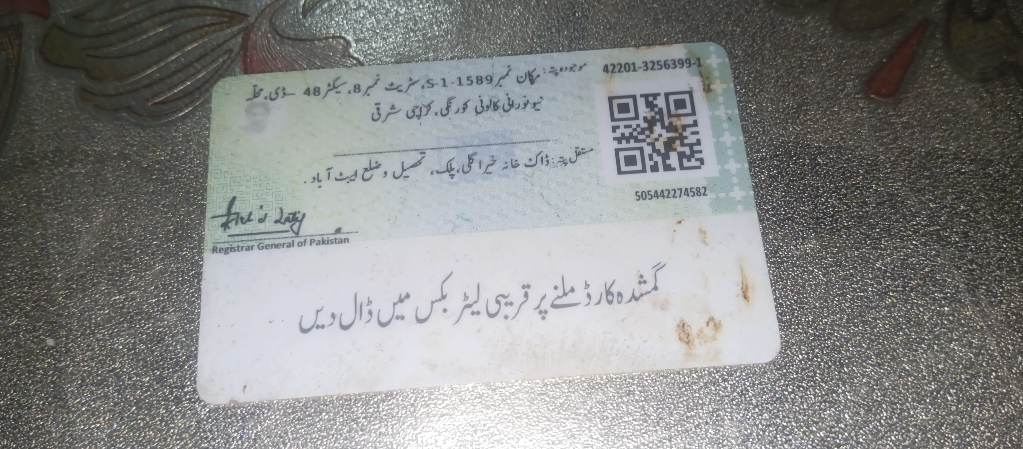 موجودہ پتہ: مکان نمبر S-1-1589، سٹریٹ نمبر 8، سیکٹر 48 ـ ڈی، محلہ
نیو نورانی کالونی کورنگی، کراچی شرقی
42201-3256399-1
مستقل پتہ: ڈاک خانہ خیرا گلی، پلک، تحصیل و ضلع ایبٹ آباد
505442274582
Registrar General of Pakistan
گمشدہ کارڈ ملنے پر قریبی لیٹر بکس میں ڈال دیں